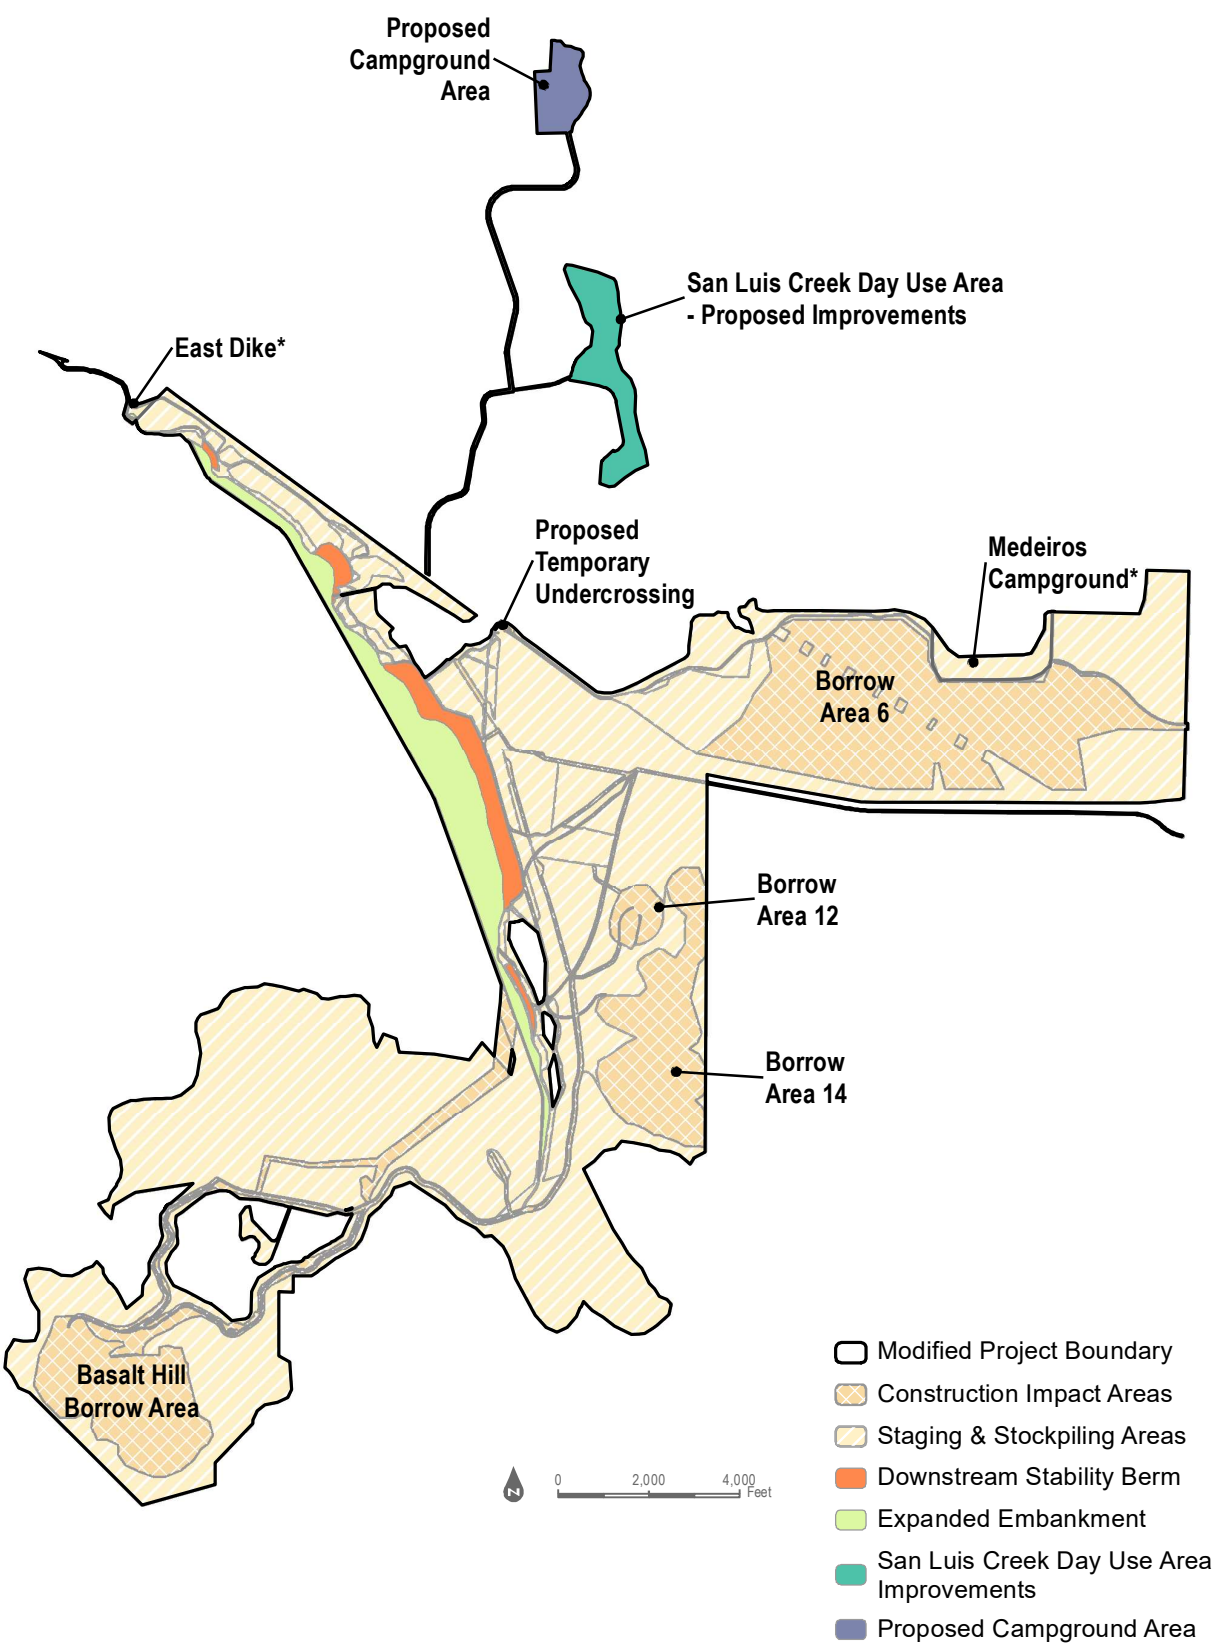 Proposed
Campground
Area
San Luis Creek Day Use Area
- Proposed Improvements
East Dike*
Proposed
Temporary
Undercrossing
Medeiros
Campground*
Borrow
Area 6
Borrow
Area 12
Borrow
Area 14
Basalt Hill
Borrow Area
N
0 2,000 4,000
Feet
Modified Project Boundary
Construction Impact Areas
Staging & Stockpiling Areas
Downstream Stability Berm
Expanded Embankment
San Luis Creek Day Use Area
Improvements
Proposed Campground Area